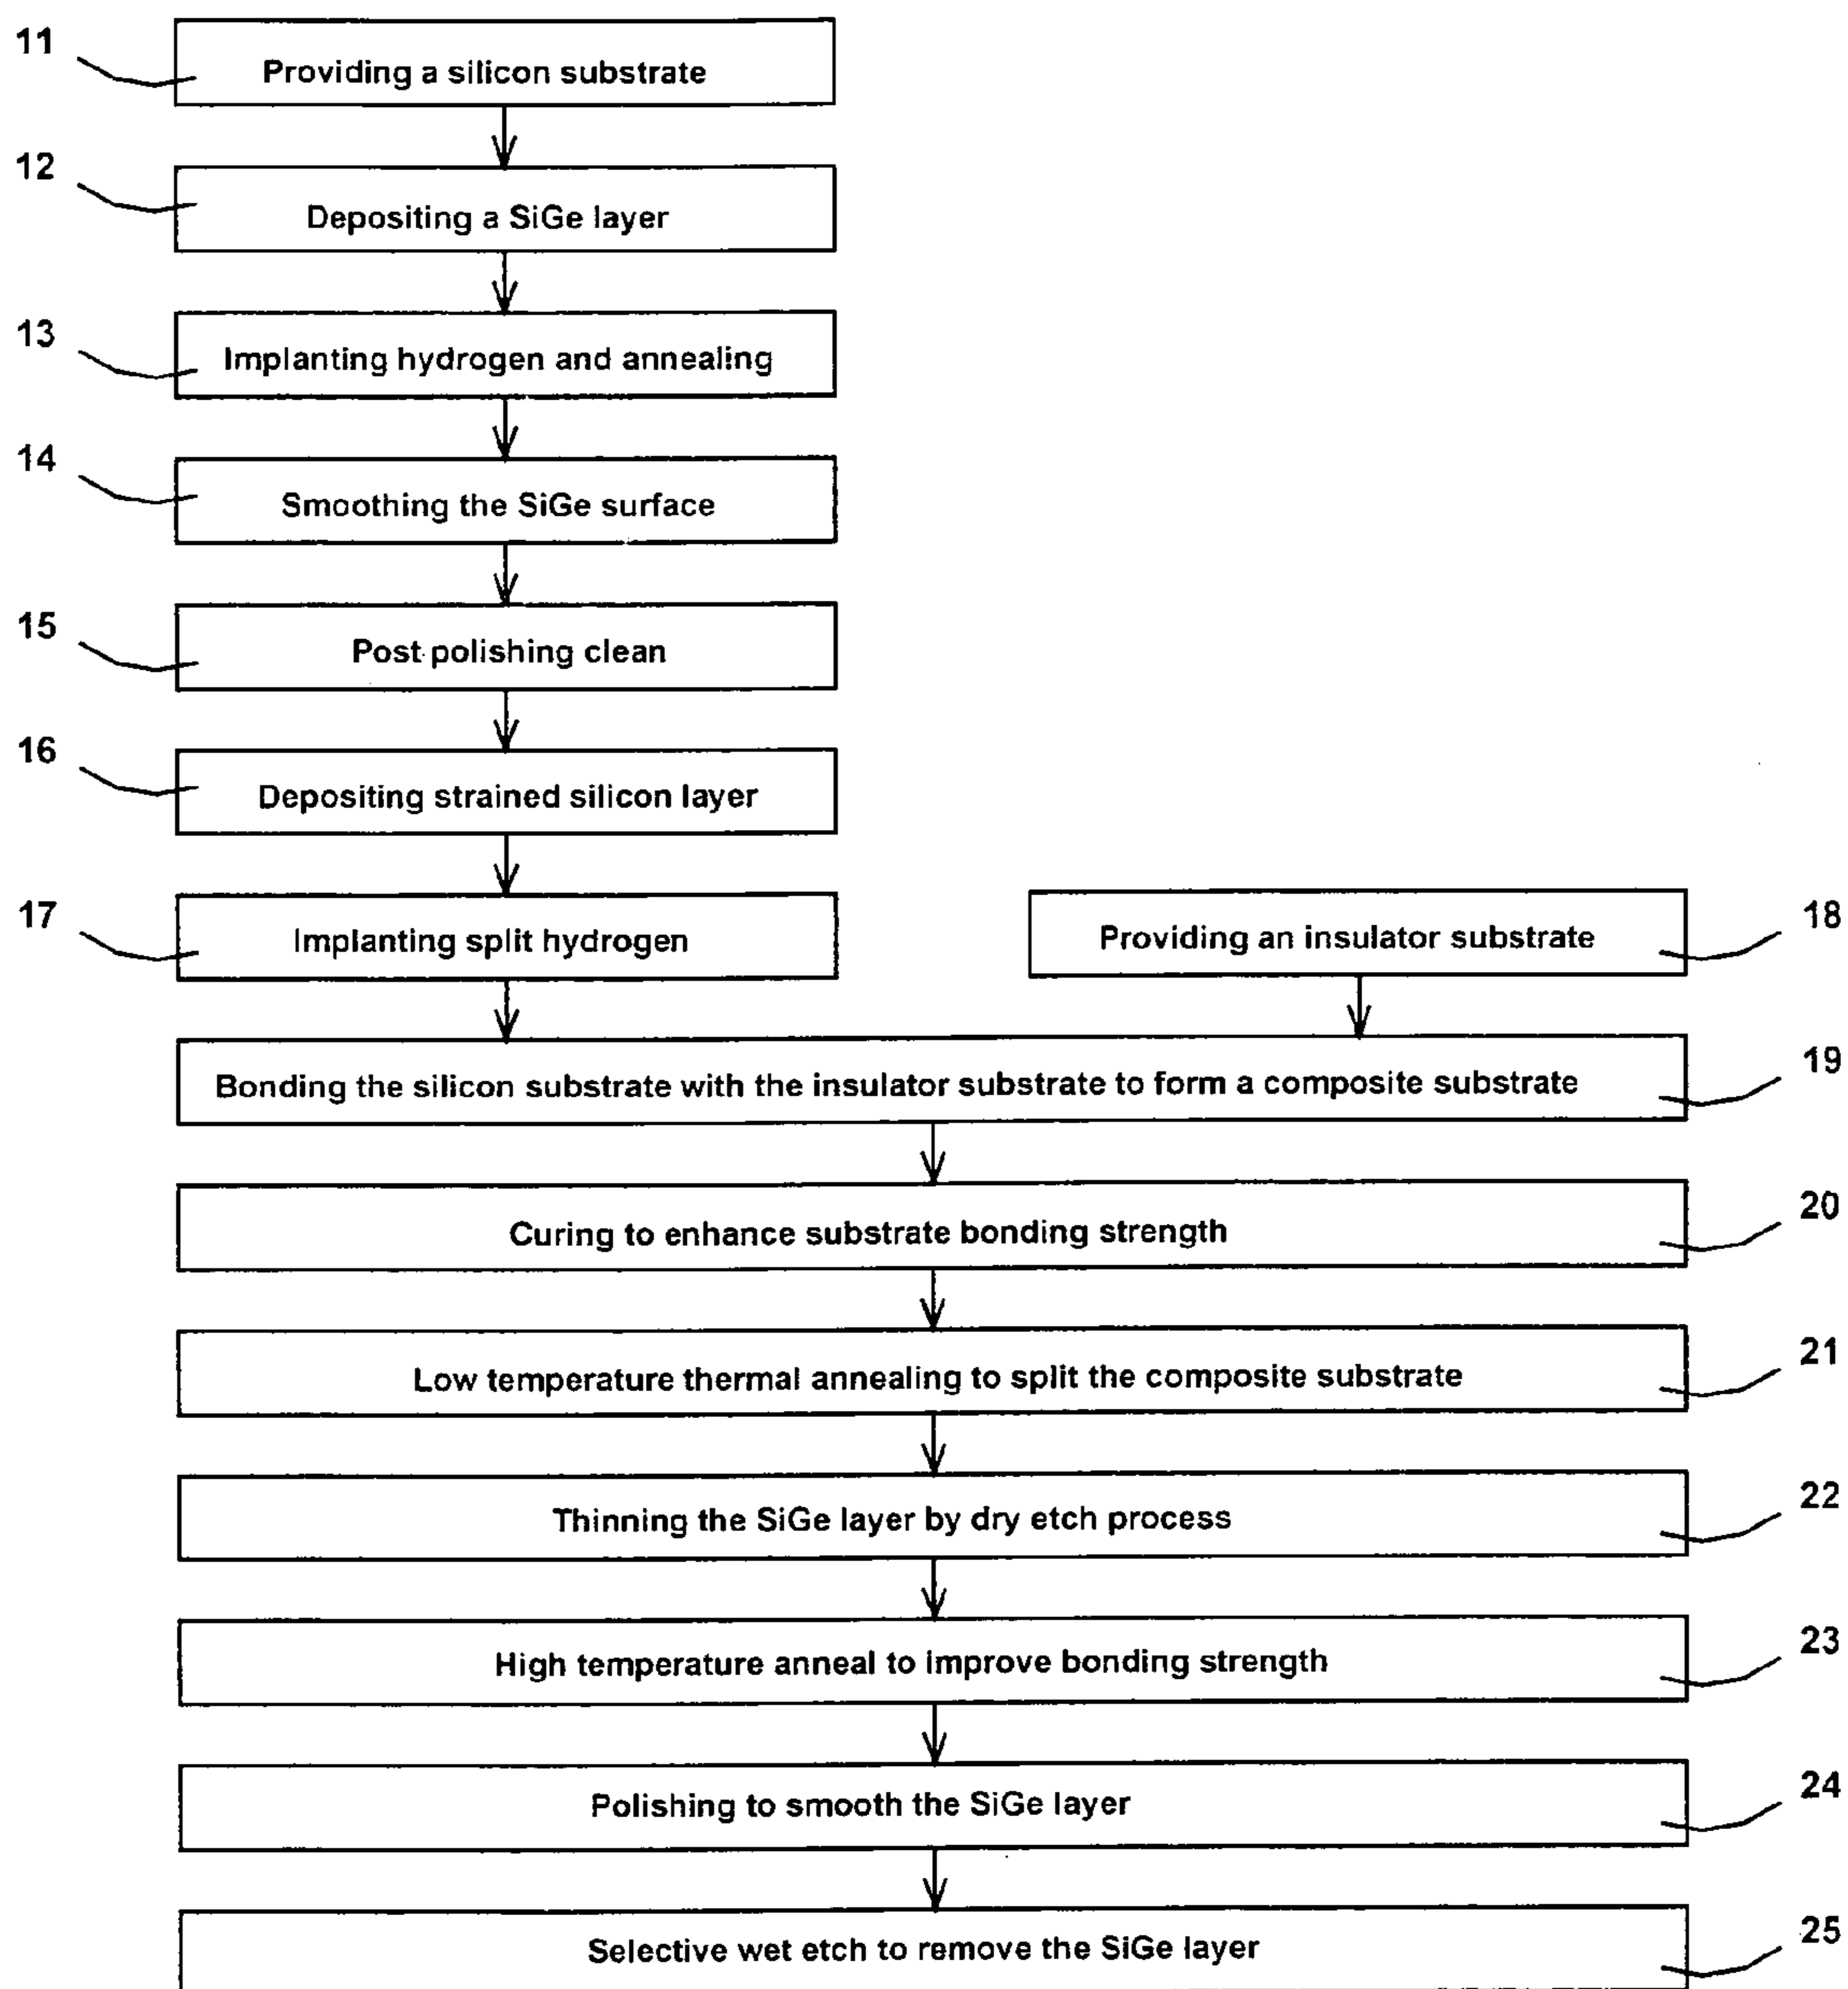 11
Providing a silicon substrate
12
Depositing a SiGe layer
13
Implanting hydrogen and annealing
14
Smoothing the SiGe surface
15
Post polishing clean
16
Depositing strained silicon layer
17
Implanting split hydrogen
Providing an insulator substrate
18
Bonding the silicon substrate with the insulator substrate to form a composite substrate
19
Curing to enhance substrate bonding strength
20
Low temperature thermal annealing to split the composite substrate
21
Thinning the SiGe layer by dry etch process
22
High temperature anneal to improve bonding strength
23
Polishing to smooth the SiGe layer
24
Selective wet etch to remove the SiGe layer
25